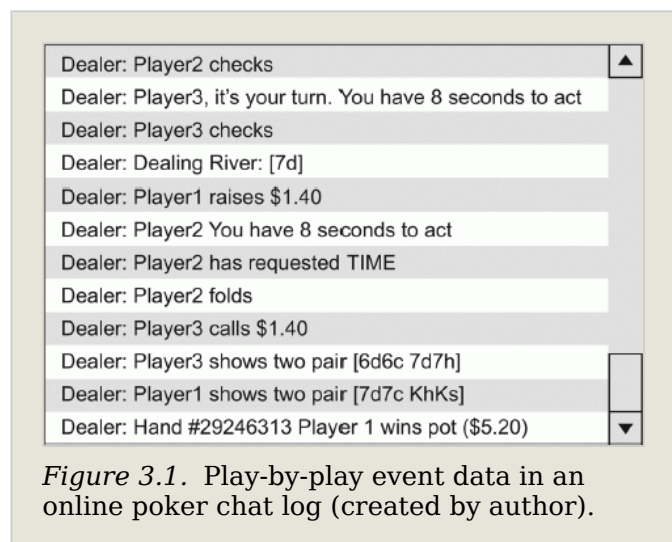 Dealer: Player2 checks
Dealer: Player3, it's your turn. You have 8 seconds to act
Dealer: Player3 checks
Dealer: Dealing River: [7d]
Dealer: Player1 raises $1.40
Dealer: Player2 You have 8 seconds to act
Dealer: Player2 has requested TIME
Dealer: Player2 folds
Dealer: Player3 calls $1.40
Dealer: Player3 shows two pair [6d6c 7d7h]
Dealer: Player1 shows two pair [7d7c KhKs]
Dealer: Hand #29246313 Player 1 wins pot ($5.20)
Figure 3.1. Play-by-play event data in an
online poker chat log (created by author).